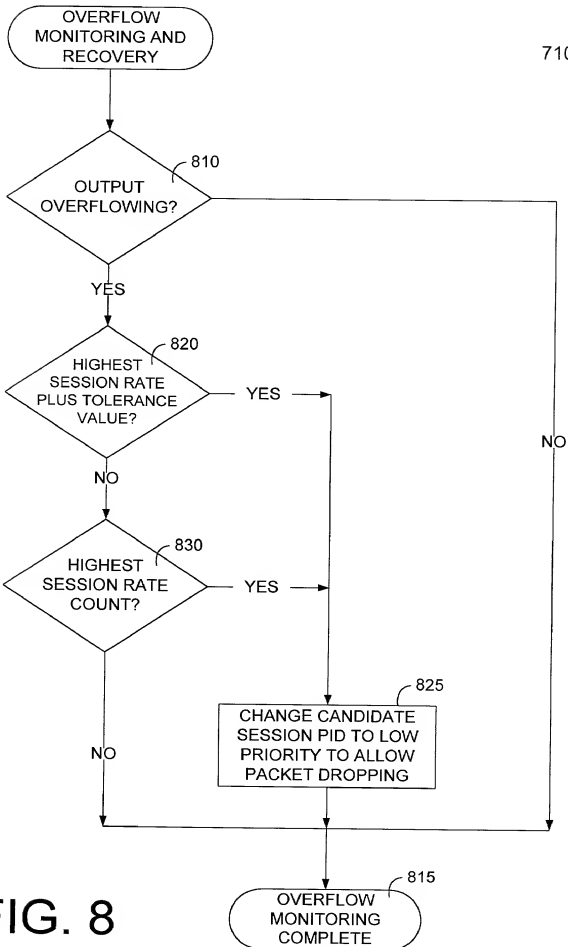 OVERFLOW
MONITORING AND
RECOVERY
710
810
OUTPUT
OVERFLOWING?
YES
820
HIGHEST
SESSION RATE
PLUS TOLERANCE
VALUE?
YES
NO
NO
830
HIGHEST
SESSION RATE
COUNT?
YES
825
CHANGE CANDIDATE
SESSION PID TO LOW
PRIORITY TO ALLOW
PACKET DROPPING
NO
815
OVERFLOW
MONITORING
COMPLETE
FIG. 8